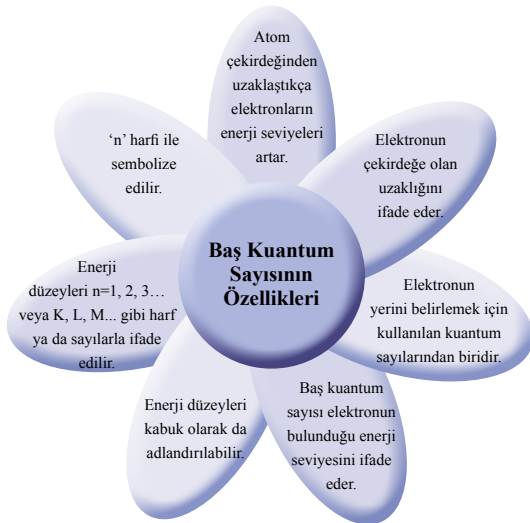 Baş Kuantum
Sayısının
Özellikleri
Atom
çekirdeğinden
uzaklaştıkça
elektronların
enerji seviyeleri
artar.
Elektronun
çekirdeğe olan
uzaklığını
ifade eder.
Elektronun
yerini belirlemek için
kullanılan kuantum
sayılarından biridir.
Baş kuantum
sayısı elektronun
bulunduğu enerji
seviyesini ifade
eder.
Enerji düzeyleri
kabuk olarak da
adlandırılabilir.
Enerji
düzeyleri n=1, 2, 3…
veya K, L, M... gibi harf
ya da sayılarla ifade
edilir.
‘n’ harfi ile
sembolize
edilir.